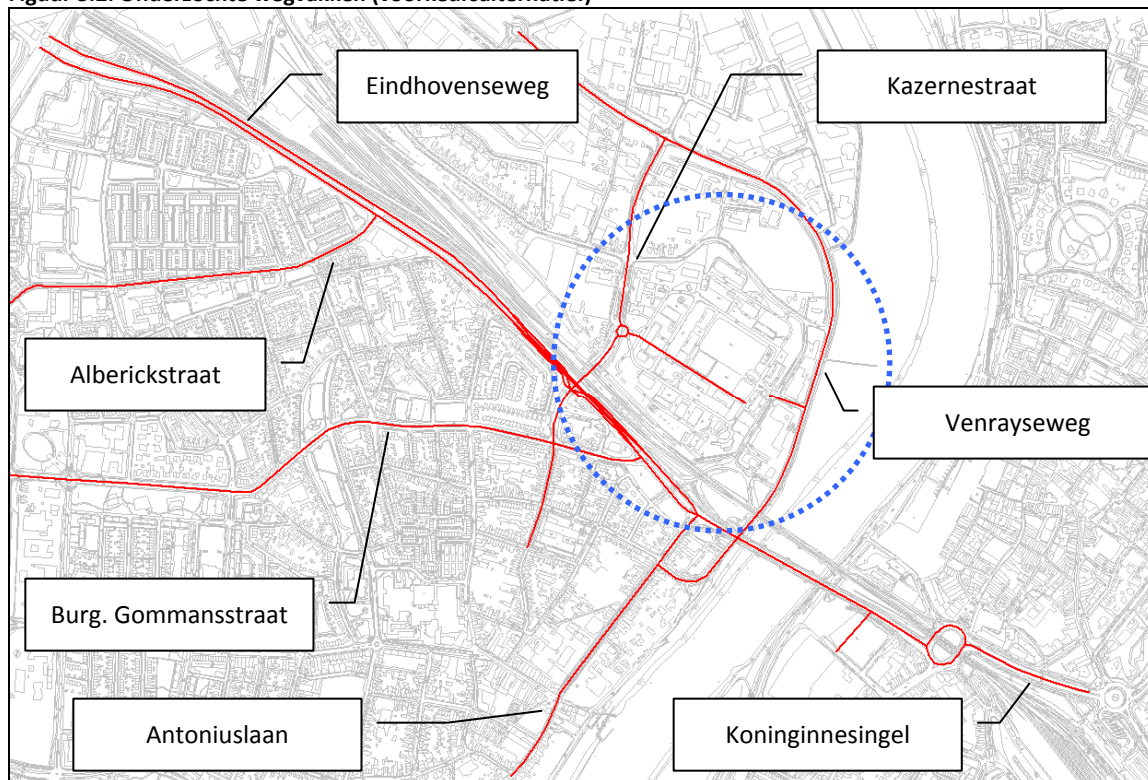 Eindhovenseweg
Kazernestraat
Alberickstraat
Venrayseweg
Burg. Gommansstraat
Antoniuslaan
Koninginnesingel